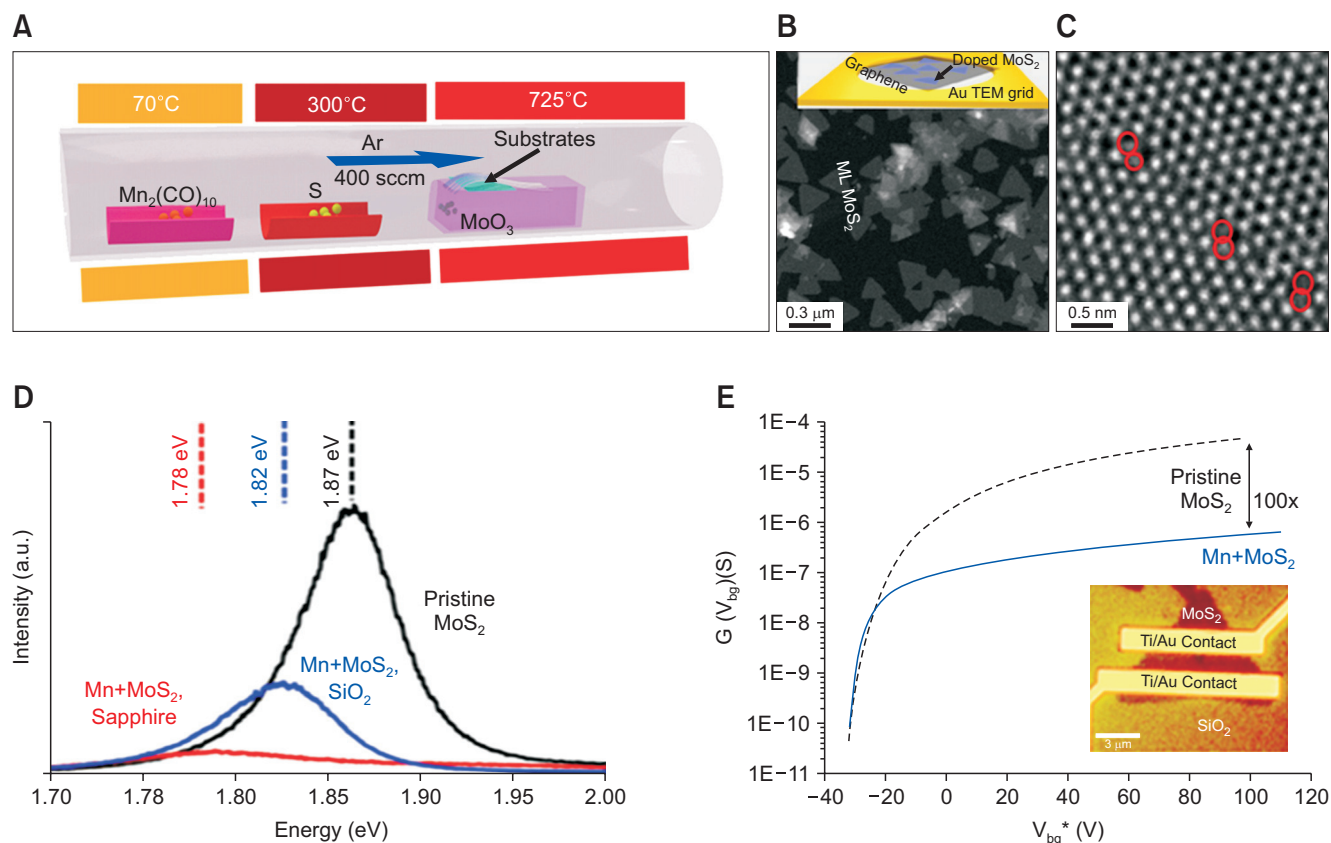 A
70°C
300°C
725°C
Ar
400 sccm
Substrates
Mn2(CO)10
S
MoO3
B
Graphene
Doped MoS2
Au TEM grid
ML MoS2
0.3 μm
C
0.5 nm
D
1.78 eV
1.82 eV
1.87 eV
Intensity (a.u.)
Pristine
MoS2
Mn+MoS2,
SiO2
Mn+MoS2,
Sapphire
1.70
1.78
1.80
1.85
1.90
1.95
2.00
Energy (eV)
E
G (Vbg)(S)
1E−4
1E−5
1E−6
1E−7
1E−8
1E−9
1E−10
1E−11
Pristine
MoS2
100x
Mn+MoS2
MoS2
Ti/Au Contact
Ti/Au Contact
SiO2
3 μm
−40
−20
0
20
40
60
80
100
120
Vbg* (V)